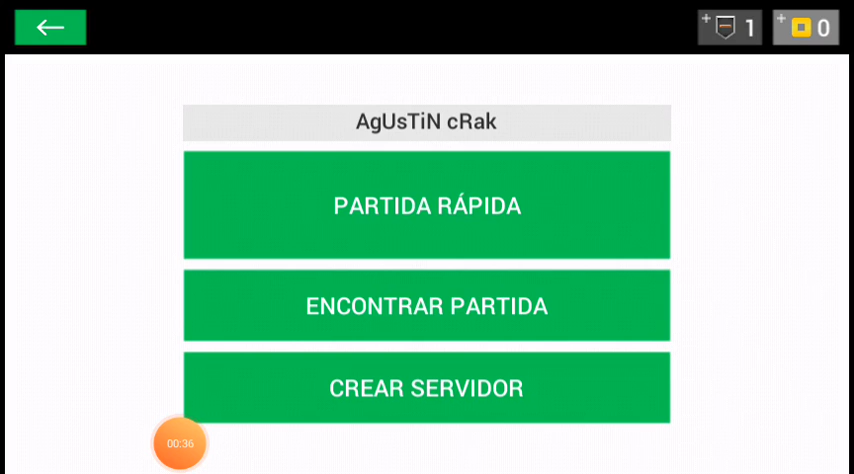 1
0
AgUsTiN cRak
PARTIDA RÁPIDA
ENCONTRAR PARTIDA
CREAR SERVIDOR
00:36